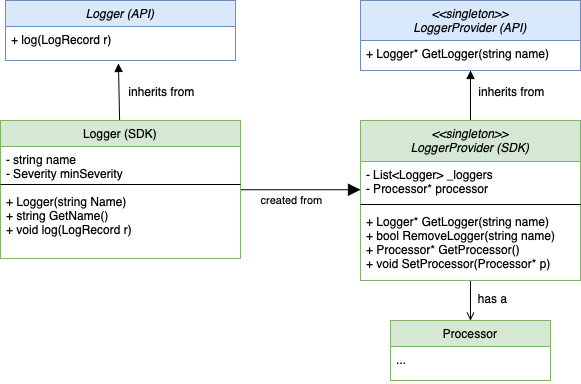 Logger (API)
+ log(LogRecord r)
<<singleton>>
LoggerProvider (API)
+ Logger* GetLogger(string name)
inherits from
inherits from
Logger (SDK)
- string name
- Severity minSeverity
+ Logger(string Name)
+ string GetName()
+ void log(LogRecord r)
created from
<<singleton>>
LoggerProvider (SDK)
- List<Logger> _loggers
- Processor* processor
+ Logger* GetLogger(string name)
+ bool RemoveLogger(string name)
+ Processor* GetProcessor()
+ void SetProcessor(Processor* p)
has a
Processor
...